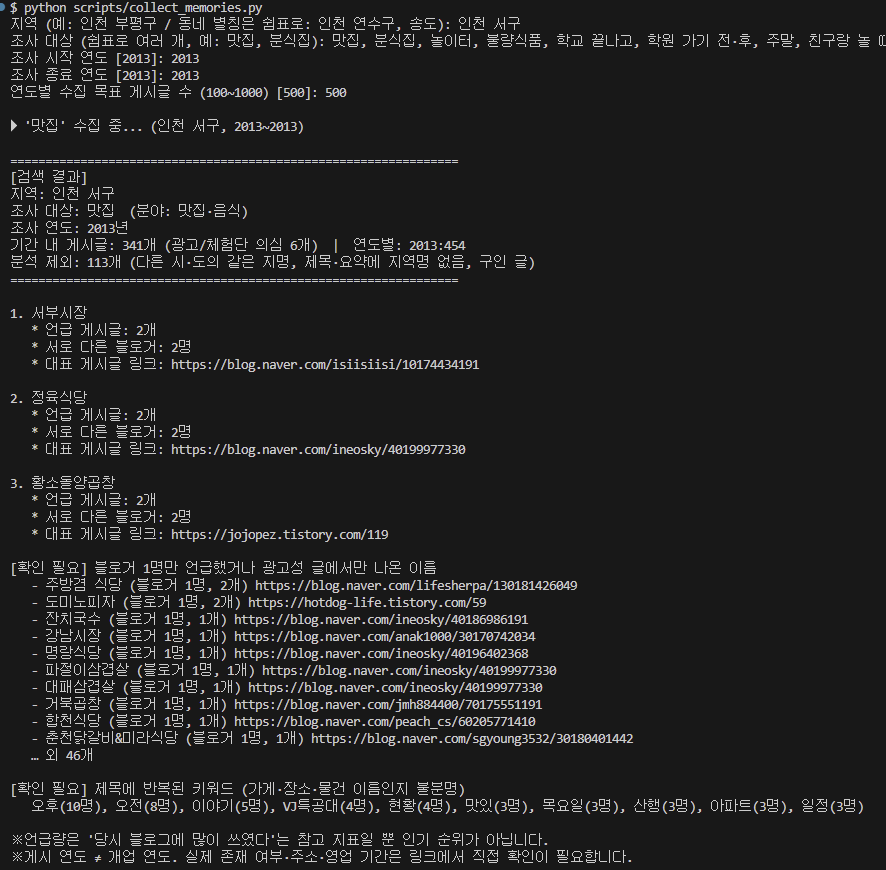 $ python scripts/collect_memories.py
지역 (예: 인천 부평구 / 동네 별칭은 쉼표로: 인천 연수구, 송도): 인천 서구
조사 대상 (쉼표로 여러 개, 예: 맛집, 분식집): 맛집, 분식집, 놀이터, 불량식품, 학교 끝나고, 학원 가기 전·후, 주말, 친구랑 놀
조사 시작 연도 [2013]: 2013
조사 종료 연도 [2013]: 2013
연도별 수집 목표 게시글 수 (100~1000) [500]: 500
▶ '맛집' 수집 중... (인천 서구, 2013~2013)
================================================================
[검색 결과]
지역: 인천 서구
조사 대상: 맛집 (분야: 맛집·음식)
조사 연도: 2013년
기간 내 게시글: 341개 (광고/체험단 의심 6개) | 연도별: 2013:454
분석 제외: 113개 (다른 시·도의 같은 지명, 제목·요약에 지역명 없음, 구인 글)
================================================================
1. 서부시장
* 언급 게시글: 2개
* 서로 다른 블로거: 2명
* 대표 게시글 링크: https://blog.naver.com/isiisiisi/10174434191
2. 정육식당
* 언급 게시글: 2개
* 서로 다른 블로거: 2명
* 대표 게시글 링크: https://blog.naver.com/ineosky/40199977330
3. 황소돌양곱창
* 언급 게시글: 2개
* 서로 다른 블로거: 2명
* 대표 게시글 링크: https://jojopez.tistory.com/119
[확인 필요] 블로거 1명만 언급했거나 광고성 글에서만 나온 이름
- 주방겸 식당 (블로거 1명, 2개) https://blog.naver.com/lifesherpa/130181426049
- 도미노피자 (블로거 1명, 2개) https://hotdog-life.tistory.com/59
- 잔치국수 (블로거 1명, 1개) https://blog.naver.com/ineosky/40186986191
- 강남시장 (블로거 1명, 1개) https://blog.naver.com/anak1000/30170742034
- 명랑식당 (블로거 1명, 1개) https://blog.naver.com/ineosky/40196402368
- 파절이삼겹살 (블로거 1명, 1개) https://blog.naver.com/ineosky/40199977330
- 대패삼겹살 (블로거 1명, 1개) https://blog.naver.com/ineosky/40199977330
- 거북곱창 (블로거 1명, 1개) https://blog.naver.com/jmh884400/70175551191
- 합천식당 (블로거 1명, 1개) https://blog.naver.com/peach_cs/60205771410
- 춘천닭갈비&미라식당 (블로거 1명, 1개) https://blog.naver.com/sgyoung3532/30180401442
… 외 46개
[확인 필요] 제목에 반복된 키워드 (가게·장소·물건 이름인지 불분명)
오후(10명), 오전(8명), 이야기(5명), VJ특공대(4명), 현황(4명), 맛있(3명), 목요일(3명), 산행(3명), 아파트(3명), 일정(3명)
※언급량은 '당시 블로그에 많이 쓰였다'는 참고 지표일 뿐 인기 순위가 아닙니다.
※게시 연도 ≠ 개업 연도. 실제 존재 여부·주소·영업 기간은 링크에서 직접 확인이 필요합니다.